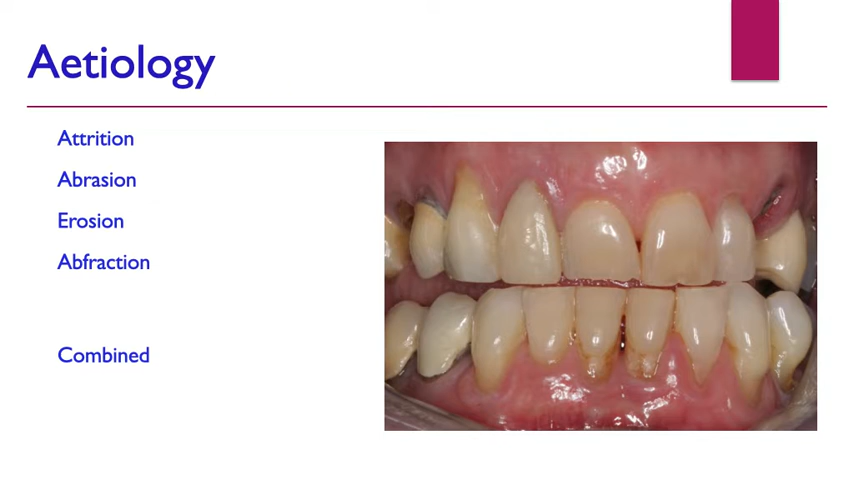 Aetiology
Attrition
Abrasion
Erosion
Abfraction
Combined